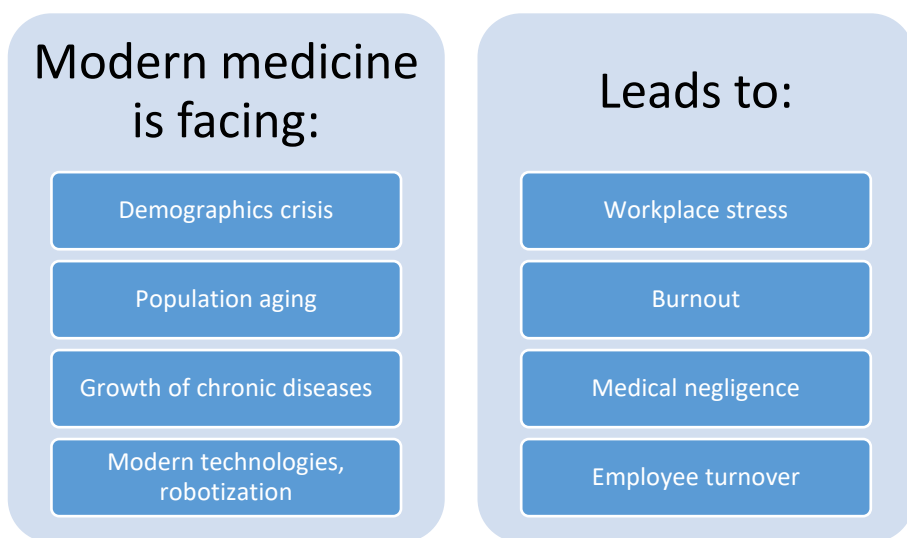 Modern medicine
is facing:
Demographics crisis
Population aging
Growth of chronic diseases
Modern technologies,
robotization
Leads to:
Workplace stress
Burnout
Medical negligence
Employee turnover